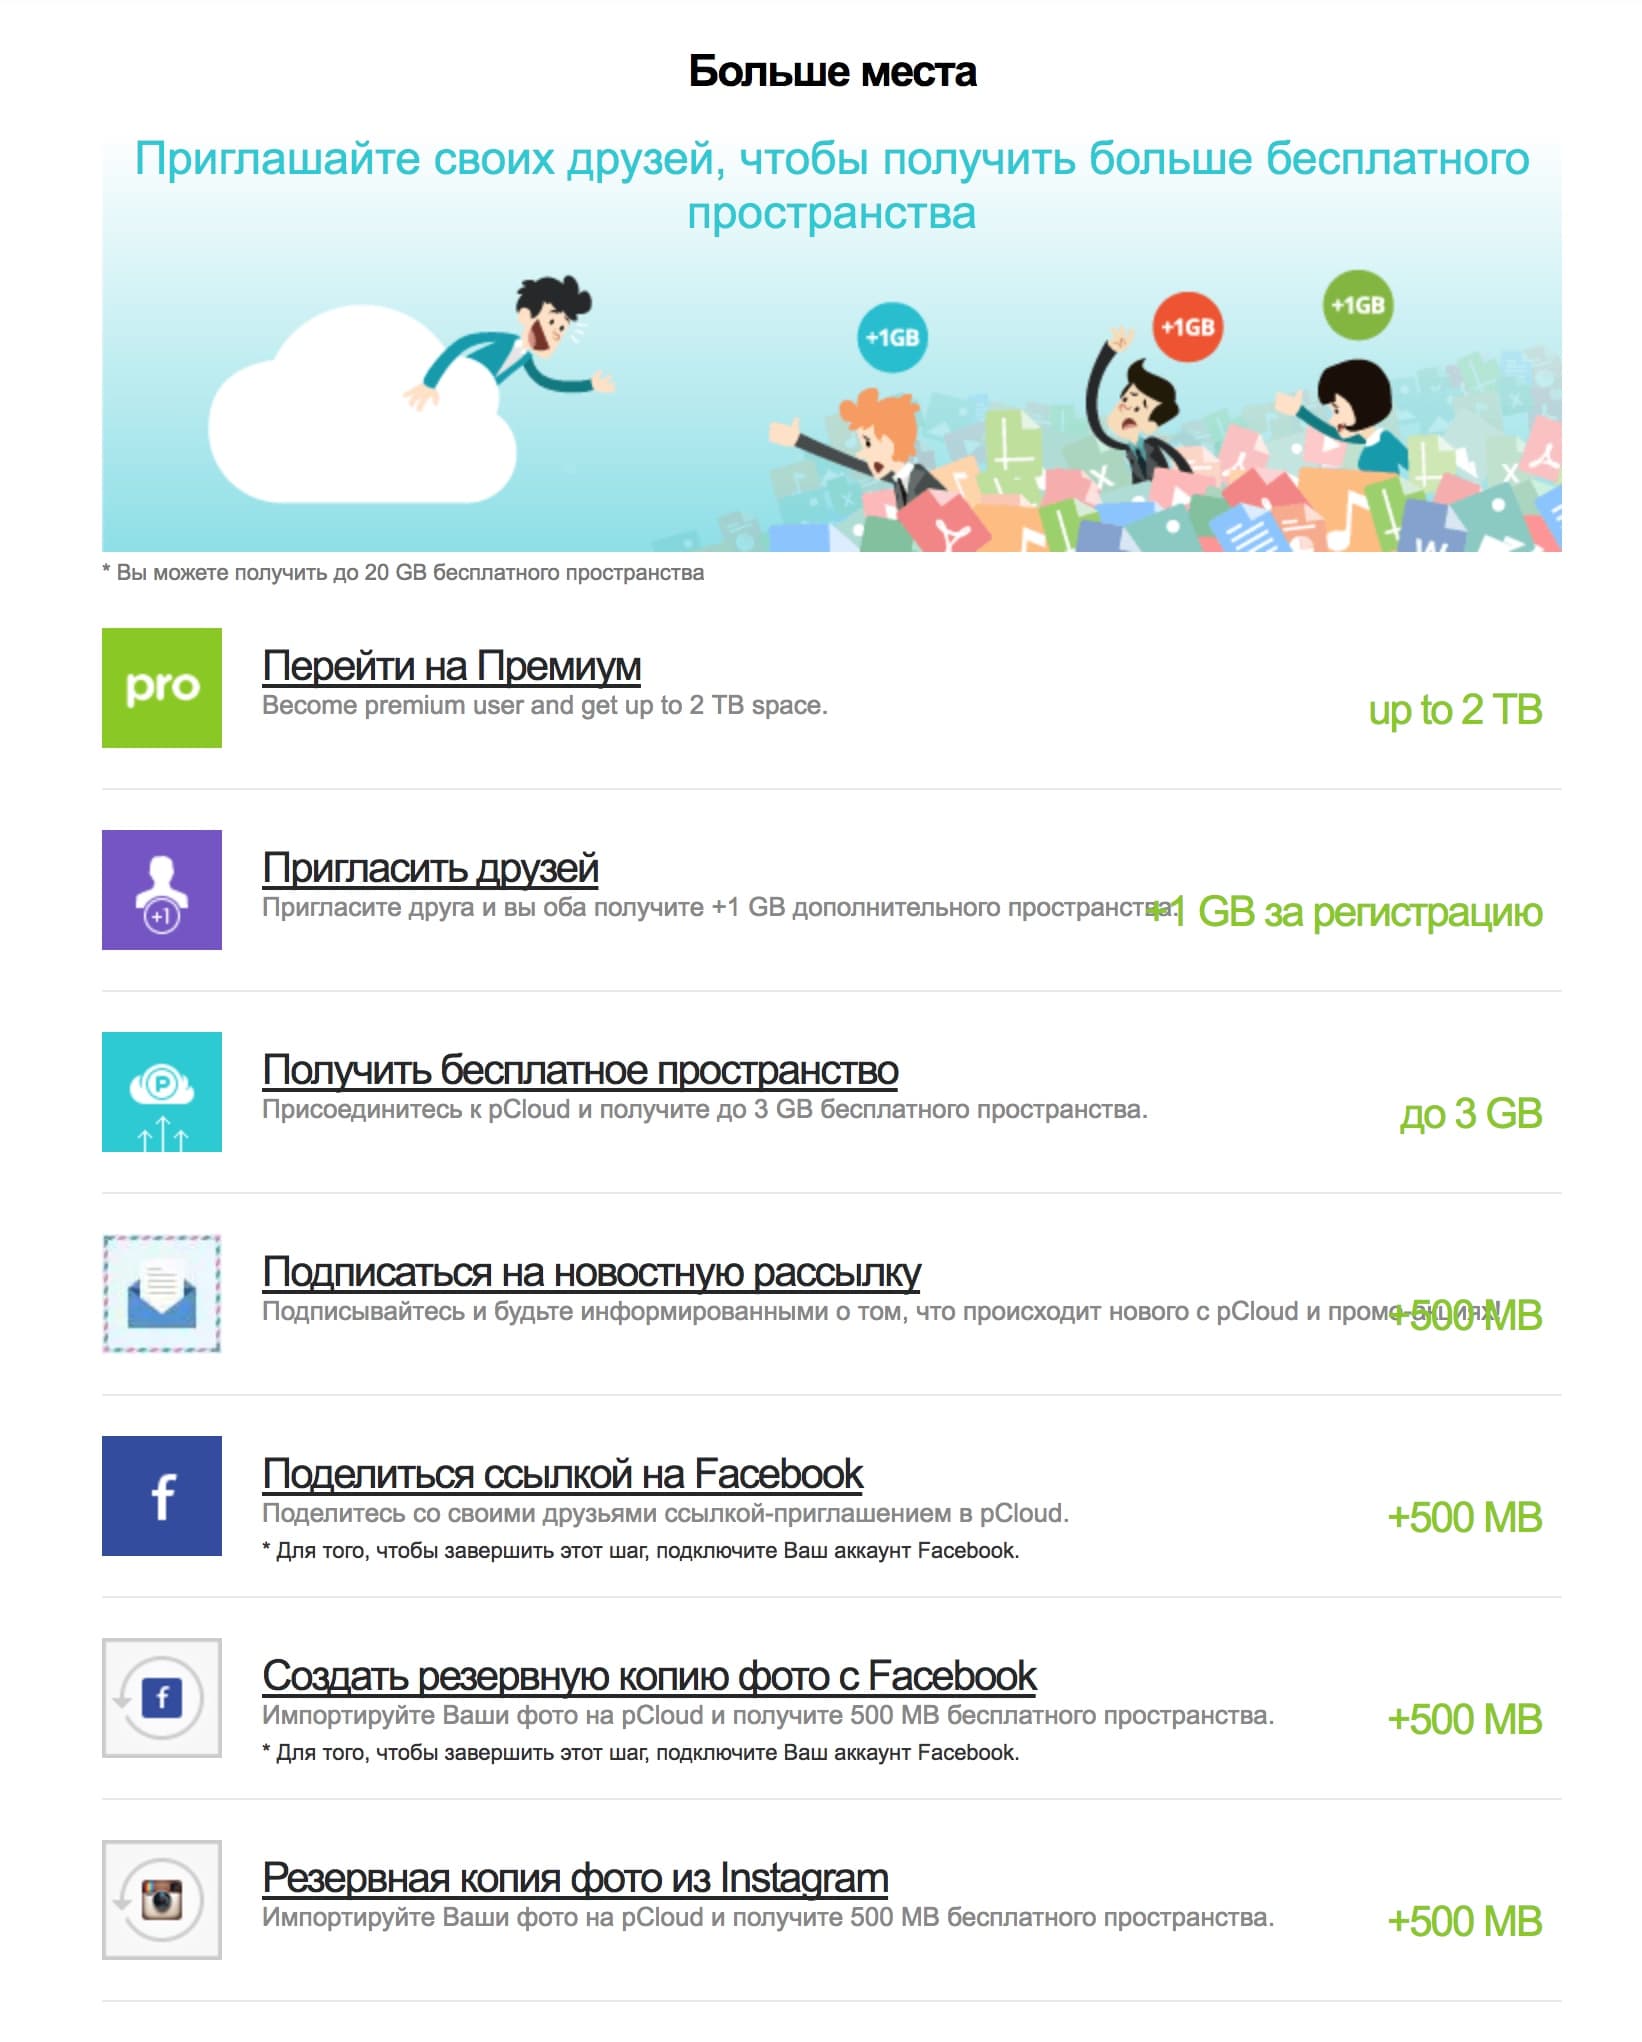 Больше места
Приглашайте своих друзей, чтобы получить больше бесплатного
пространства
+1GB
+1GB
+1GB
X
X
X
W
* Вы можете получить до 20 GB бесплатного пространства
pro
Перейти на Премиум
Become premium user and get up to 2 TB space.
up to 2 TB
+1
Пригласить друзей
Пригласите друга и вы оба получите +1 GB дополнительного пространства.
+1 GB за регистрацию
P
Получить бесплатное пространство
Присоединитесь к pCloud и получите до 3 GB бесплатного пространства.
до 3 GB
Подписаться на новостную рассылку
Подписывайтесь и будьте информированными о том, что происходит нового с pCloud и промо-акциях!
+500 MB
f
Поделиться ссылкой на Facebook
Поделитесь со своими друзьями ссылкой-приглашением в pCloud.
+500 MB
* Для того, чтобы завершить этот шаг, подключите Ваш аккаунт Facebook.
f
Создать резервную копию фото с Facebook
Импортируйте Ваши фото на pCloud и получите 500 MB бесплатного пространства.
+500 MB
* Для того, чтобы завершить этот шаг, подключите Ваш аккаунт Facebook.
Резервная копия фото из Instagram
Импортируйте Ваши фото на pCloud и получите 500 MB бесплатного пространства.
+500 MB